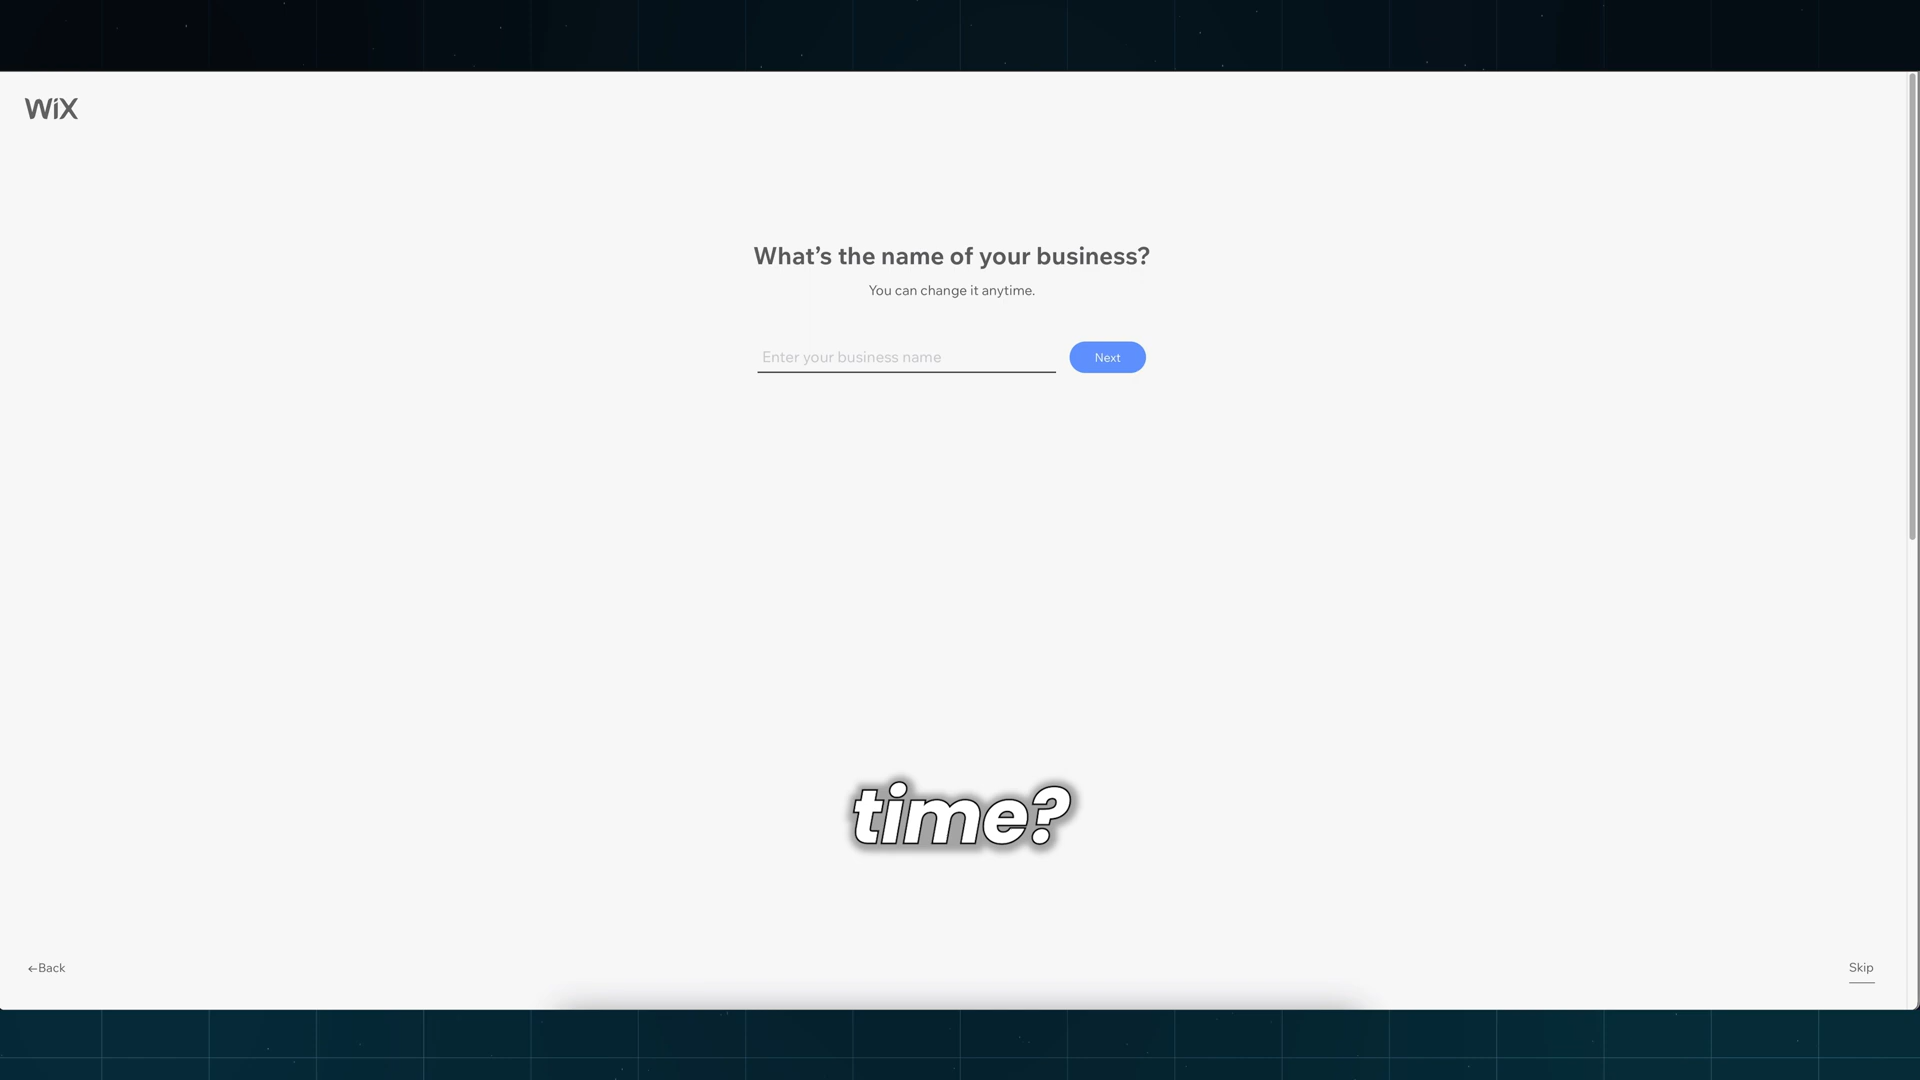 WiX
What’s the name of your business?
You can change it anytime.
Enter your business name
Next
time?
←Back
Skip